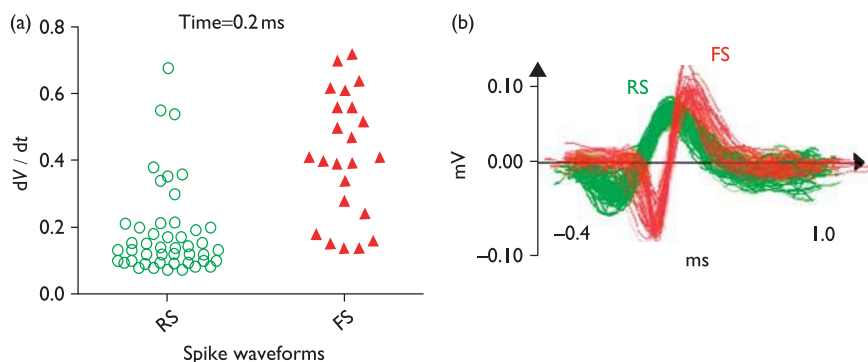 (a)
Time=0.2 ms
0.8
0.6
0.4
0.2
0.0
dV / dt
RS
FS
Spike waveforms
(b)
FS
RS
0.10
0.00
−0.10
mV
−0.4
1.0
ms